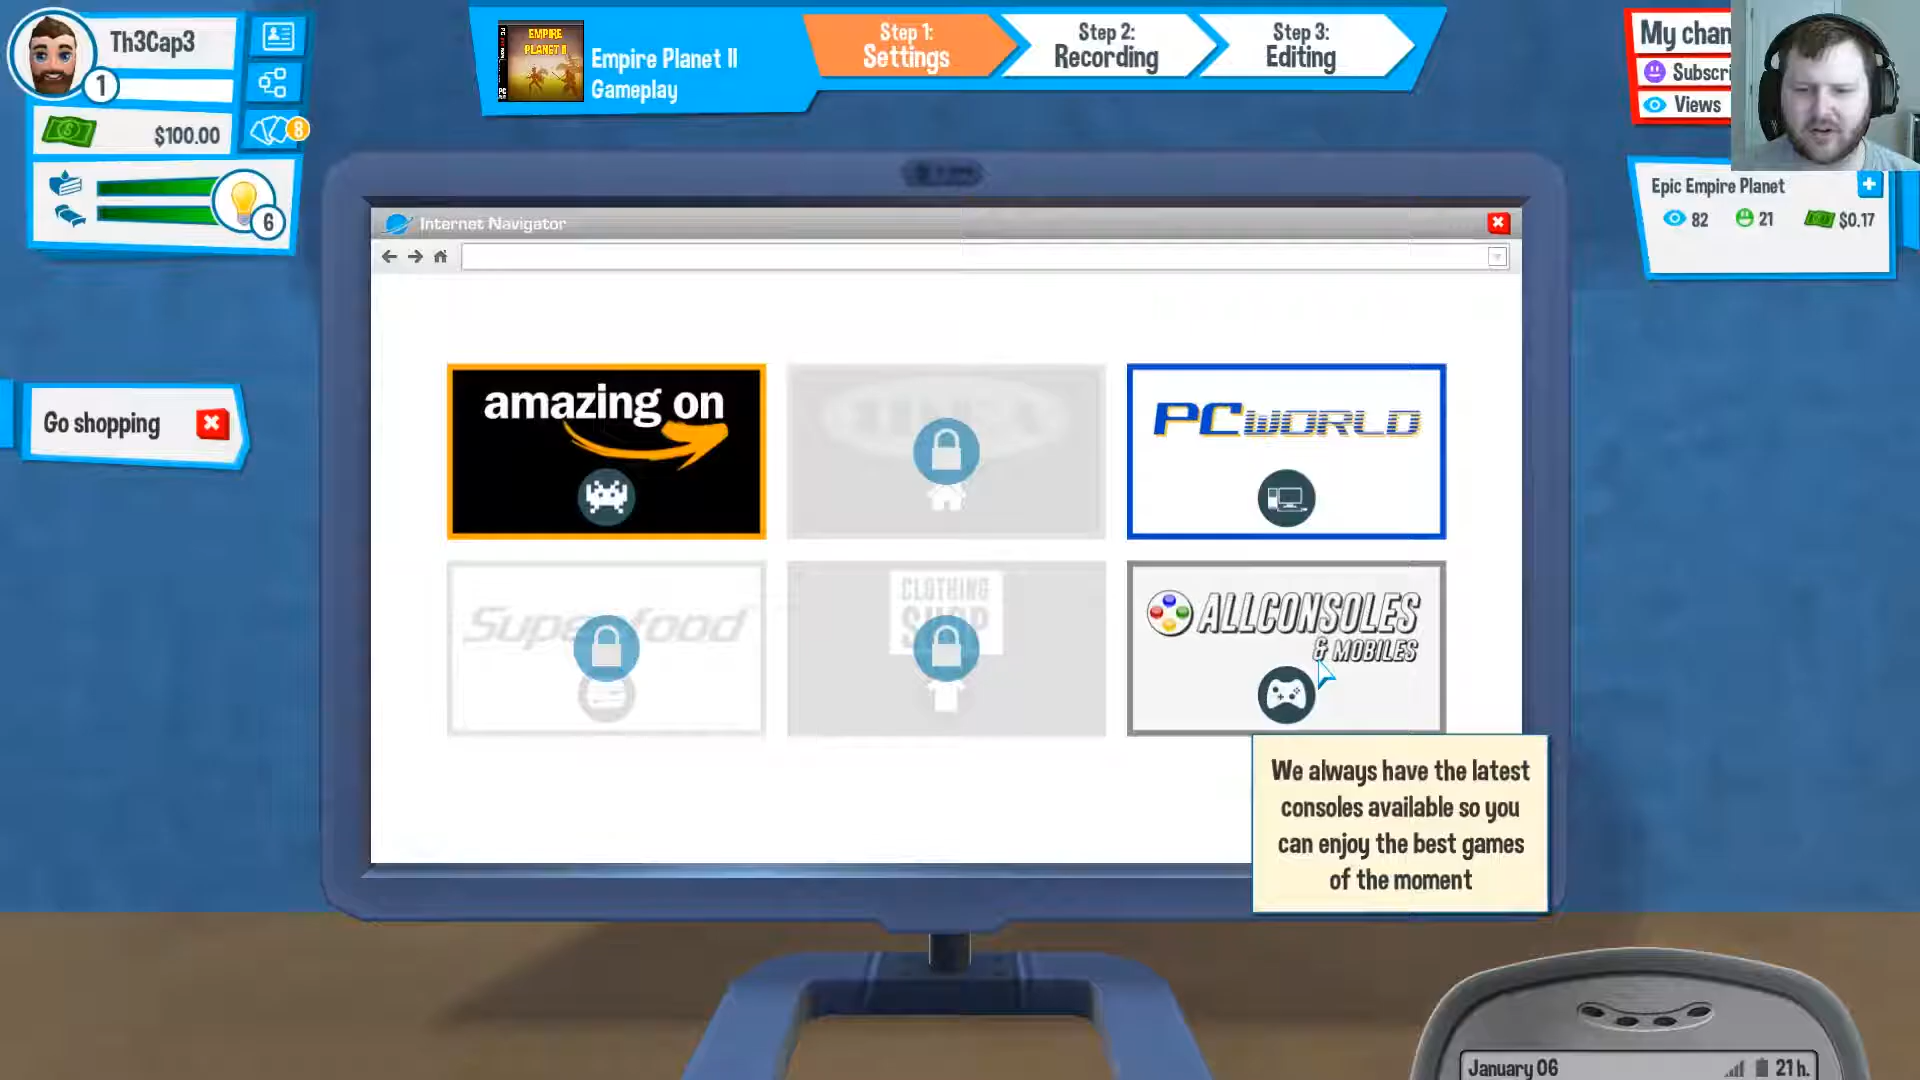 Th3Cap3
1
$100.00
8
6
EMPIRE
PLANET II
Empire Planet II
Gameplay
Step 1:
Settings
Step 2:
Recording
Step 3:
Editing
My chan
Subscri
Views
Epic Empire Planet
82
21
$0.17
Go shopping
Internet Navigator
amazing on
PCWORLD
CLOTHING
SHOP
ALLCONSOLES
& MOBILES
We always have the latest
consoles available so you
can enjoy the best games
of the moment
January 06
21 h.